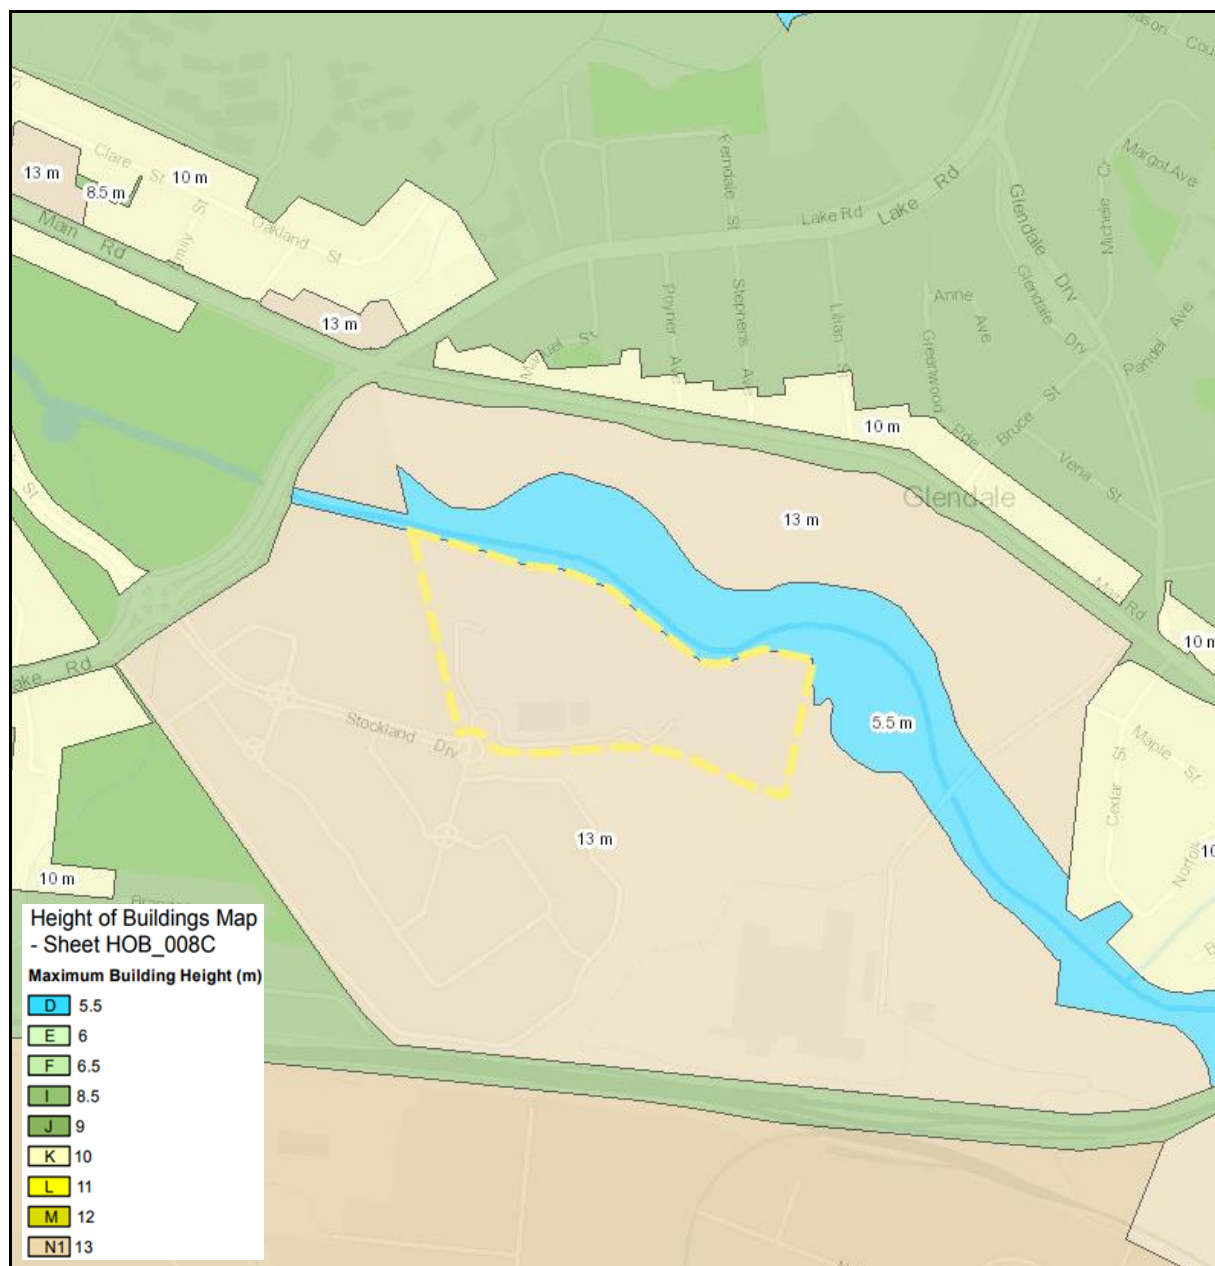 Margot Ave
Clare St
10 m
13 m
8.5 m
Michele Cr
Ferndale St
Lake Rd
Lake Rd
Glendale Drv
Main Rd
Emily St
Oakland St
Glendale Drv
Anne Ave
Poyner Ave
Stephens Ave
Lilian St
Greenwood
Pde
13 m
Manuel St
Pandel Ave
Bruce St
10 m
Vena St
St
Glendale
13 m
Main Rd
10 m
ake Rd
Stockland Drv
5.5 m
Maple St
Cedar St
13 m
Norfolk
10
10 m
Height of Buildings Map
- Sheet HOB_008C
Maximum Building Height (m)
D 5.5
E 6
F 6.5
I 8.5
J 9
K 10
L 11
M 12
N1 13